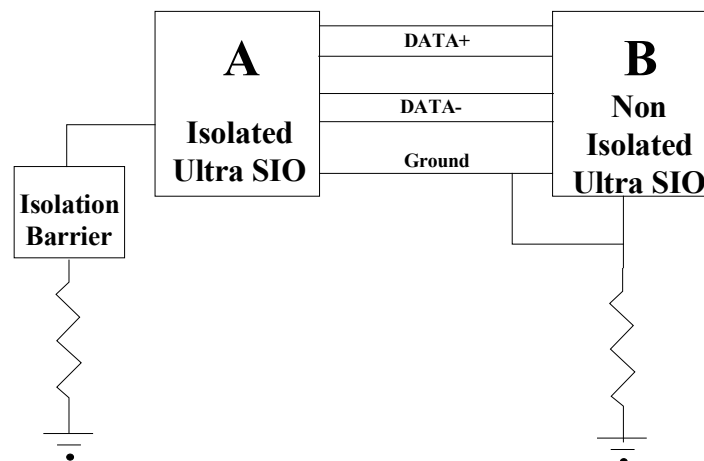 A
Isolated
Ultra SIO
DATA+
DATA-
Ground
B
Non
Isolated
Ultra SIO
Isolation
Barrier